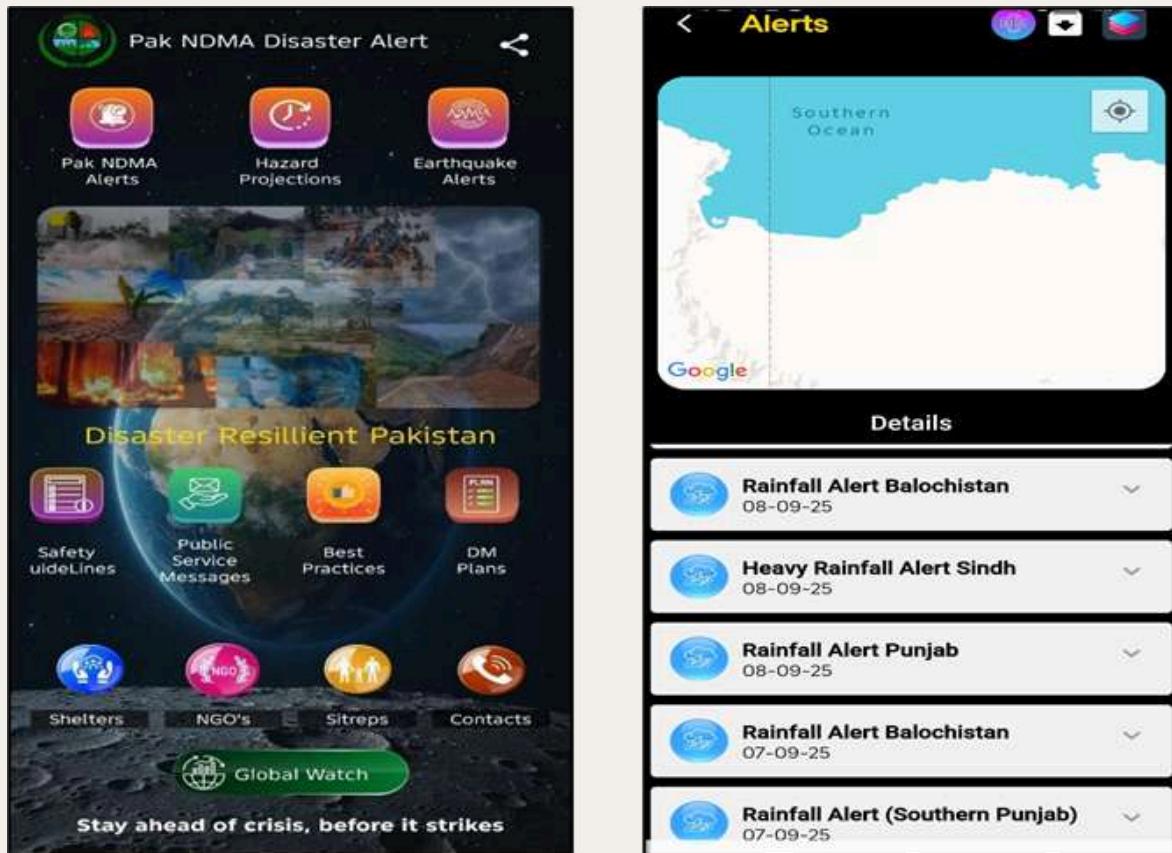 Pak NDMA Disaster Alert
Pak NDMA
Alerts
Hazard
Projections
Earthquake
Alerts
Disaster Resillient Pakistan
Safety
uideLines
Public
Service
Messages
Best
Practices
PLAN
DM
Plans
Shelters
NGO
NGO's
Sitreps
Contacts
Global Watch
Stay ahead of crisis, before it strikes
Alerts
Southern
Ocean
Google
Details
Rainfall Alert Balochistan
08-09-25
Heavy Rainfall Alert Sindh
08-09-25
Rainfall Alert Punjab
08-09-25
Rainfall Alert Balochistan
07-09-25
Rainfall Alert (Southern Punjab)
07-09-25